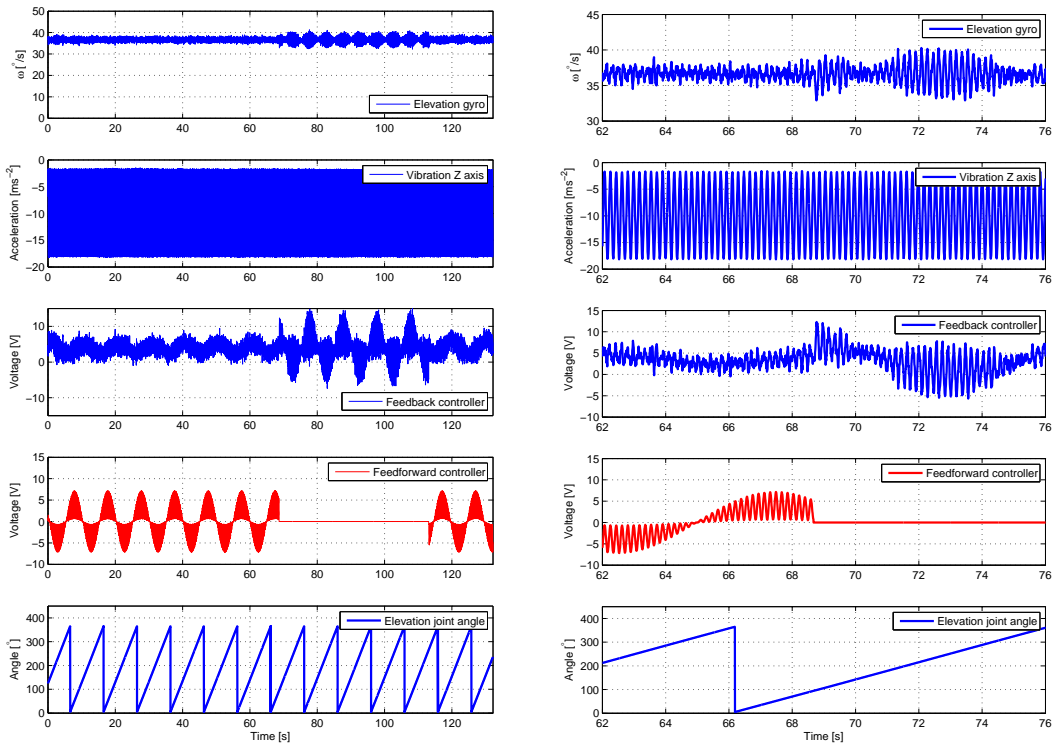 50
40
30
20
10
0
ω [°/s]
Elevation gyro
0 20 40 60 80 100 120
0
−5
−10
−15
−20
Acceleration [ms−2]
Vibration Z axis
0 20 40 60 80 100 120
10
0
−10
Voltage [V]
Feedback controller
0 20 40 60 80 100 120
15
10
5
0
−5
−10
Voltage [V]
Feedforward controller
0 20 40 60 80 100 120
400
300
200
100
0
Angle [°]
Elevation joint angle
0 20 40 60 80 100 120
Time [s]
45
40
35
30
ω [°/s]
Elevation gyro
62 64 66 68 70 72 74 76
0
−5
−10
−15
−20
Acceleration [ms−2]
Vibration Z axis
62 64 66 68 70 72 74 76
15
10
5
0
−5
−10
Voltage [V]
Feedback controller
62 64 66 68 70 72 74 76
15
10
5
0
−5
−10
Voltage [V]
Feedforward controller
62 64 66 68 70 72 74 76
400
300
200
100
0
Angle [°]
Elevation joint angle
62 64 66 68 70 72 74 76
Time [s]